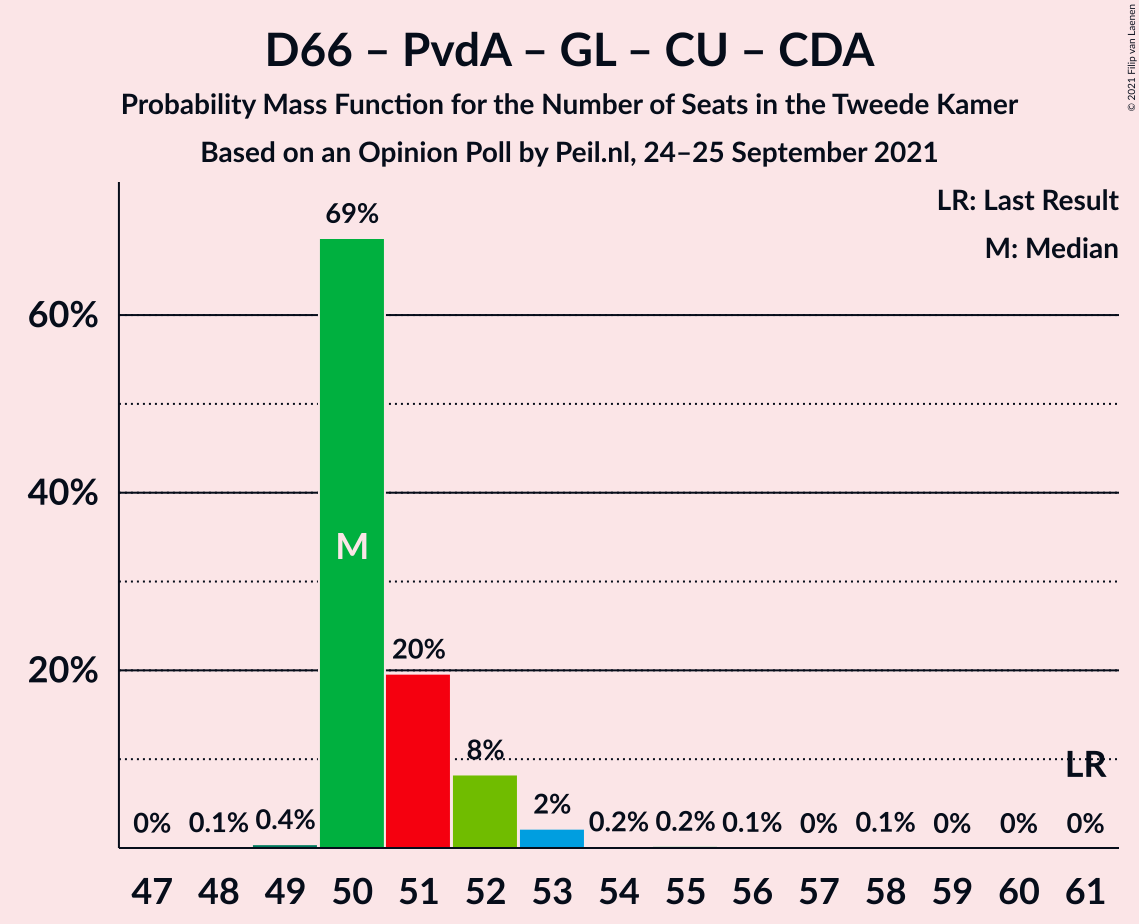 D66 – PvdA – GL – CU – CDA
Probability Mass Function for the Number of Seats in the Tweede Kamer
Based on an Opinion Poll by Peil.nl, 24–25 September 2021
© 2021 Filip van Laenen
LR: Last Result
M: Median
60%
40%
20%
0%
0.1%
0.4%
69%
M
20%
8%
2%
0.2%
0.2%
0.1%
0%
0.1%
0%
0%
0%
LR
47 48 49 50 51 52 53 54 55 56 57 58 59 60 61